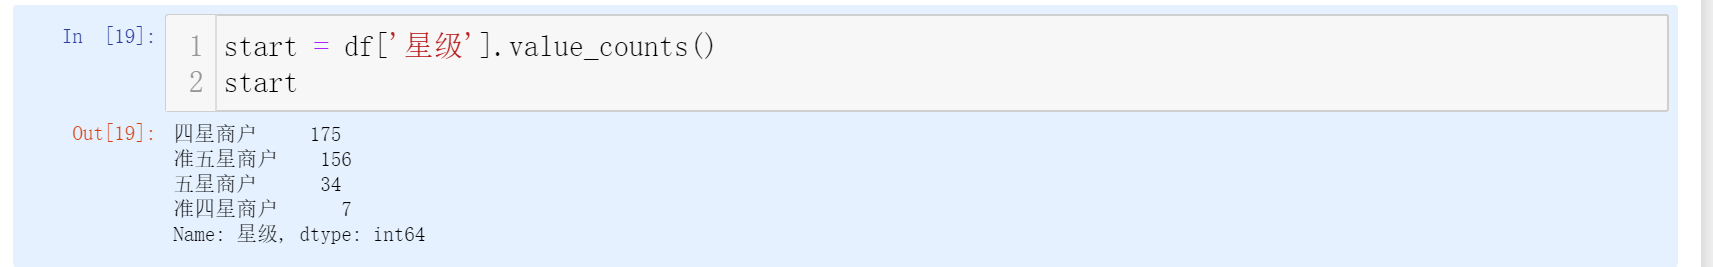 In [19]:
1 start = df['星级'].value_counts()
2 start
Out[19]:
四星商户 175
准五星商户 156
五星商户 34
准四星商户 7
Name: 星级, dtype: int64